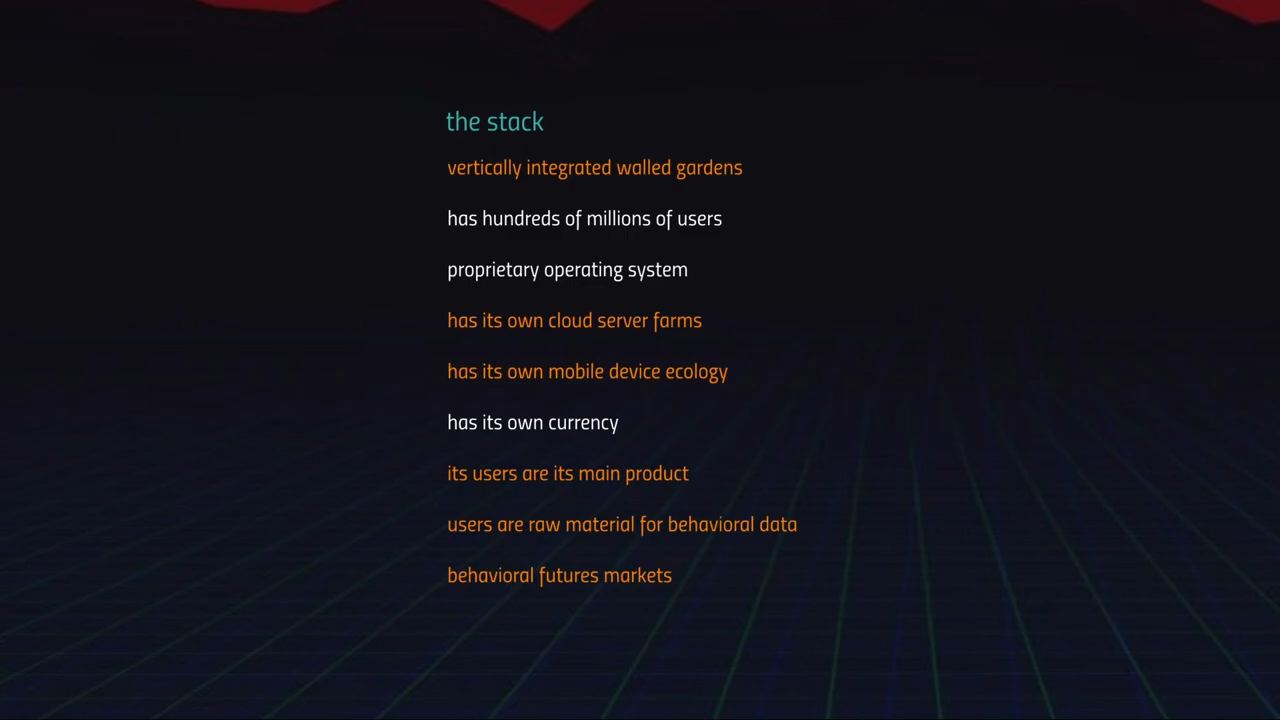 the stack
vertically integrated walled gardens
has hundreds of millions of users
proprietary operating system
has its own cloud server farms
has its own mobile device ecology
has its own currency
its users are its main product
users are raw material for behavioral data
behavioral futures markets